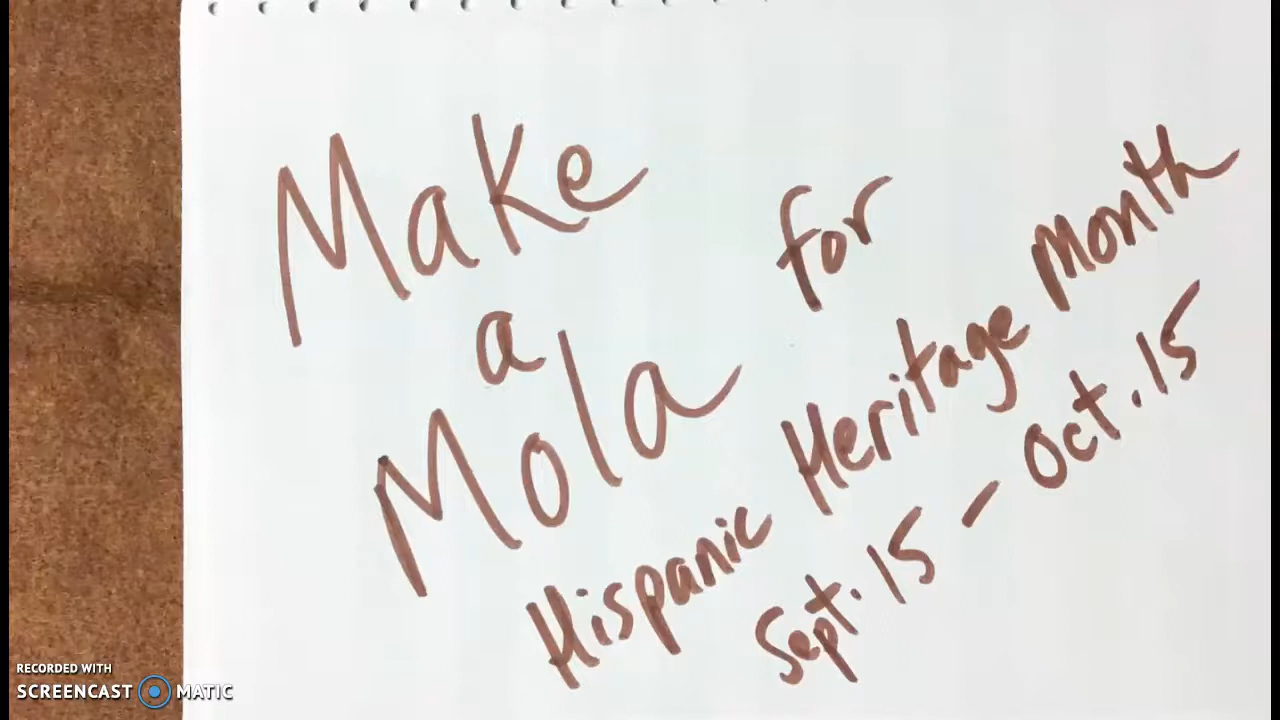 Make
a
Mola
for
Hispanic Heritage Month
Sept. 15 - Oct. 15
RECORDED WITH
SCREENCAST MATIC